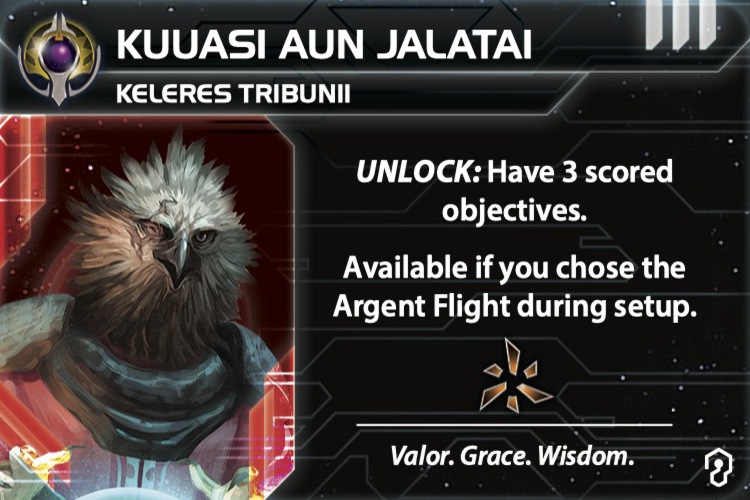 KUUASI AUN JALATAI
KELERES TRIBUNII
UNLOCK: Have 3 scored
objectives.
Available if you chose the
Argent Flight during setup.
Valor. Grace. Wisdom.